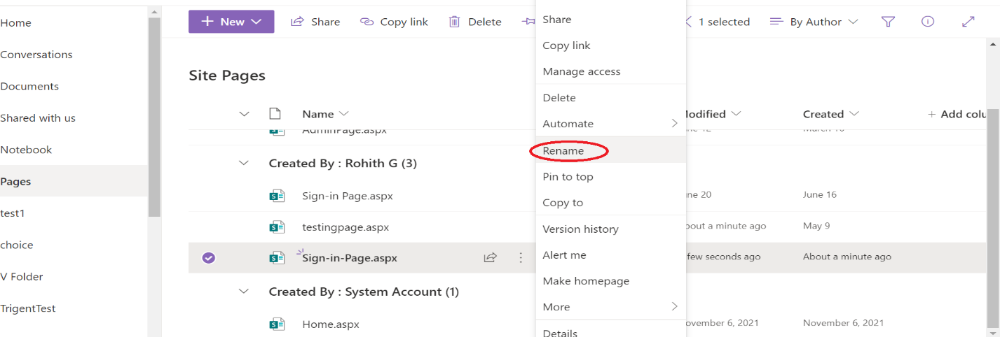 Home
Conversations
Documents
Shared with us
Notebook
Pages
test1
choice
V Folder
TrigentTest
+ New
Share
Copy link
Delete
1 selected
By Author
Site Pages
Name
Modified
Created
+ Add colu
AdminPage.aspx
une 12
March 16
Created By : Rohith G (3)
Sign-in Page.aspx
une 20
June 16
testingpage.aspx
bout a minute ago
May 9
Sign-in-Page.aspx
few seconds ago
About a minute ago
Created By : System Account (1)
Home.aspx
ovember 6, 2021
November 6, 2021
Share
Copy link
Manage access
Delete
Automate
Rename
Pin to top
Copy to
Version history
Alert me
Make homepage
More
Details